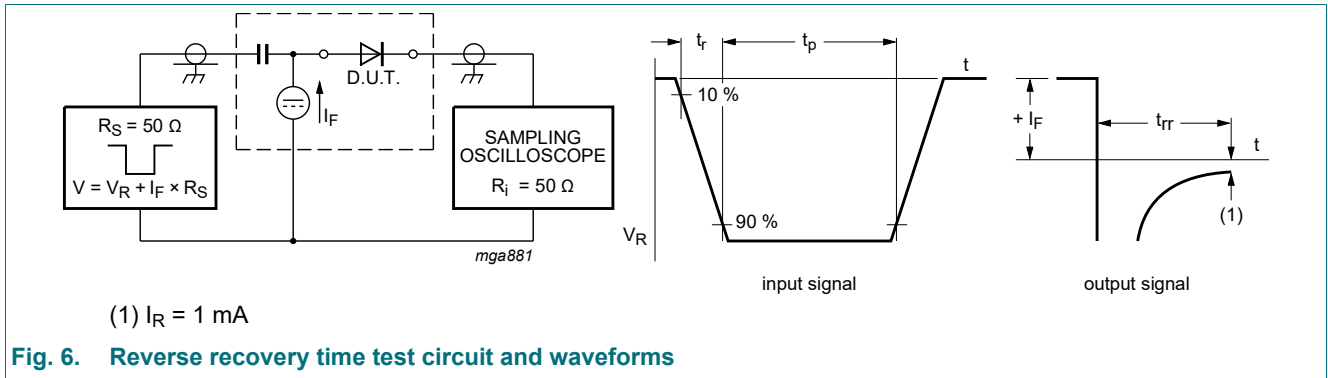 D.U.T.
I_F
R_S = 50 Ω
V = V_R + I_F × R_S
SAMPLING
OSCILLOSCOPE
R_i = 50 Ω
mga881
t_r
t_p
t
10 %
90 %
V_R
input signal
+ I_F
t_rr
t
(1)
output signal
(1) I_R = 1 mA
Fig. 6. Reverse recovery time test circuit and waveforms